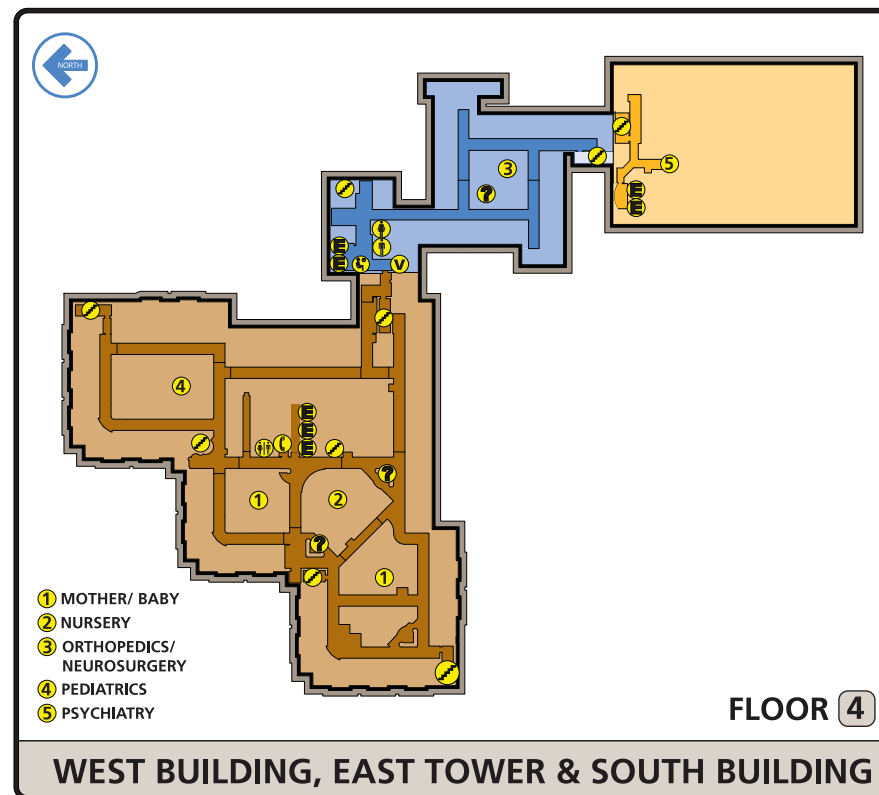 NORTH
3
?
5
E
E
E
E
V
4
E
E
E
?
1
2
?
1
1 MOTHER/ BABY
2 NURSERY
3 ORTHOPEDICS/
NEUROSURGERY
4 PEDIATRICS
5 PSYCHIATRY
FLOOR 4
WEST BUILDING, EAST TOWER & SOUTH BUILDING